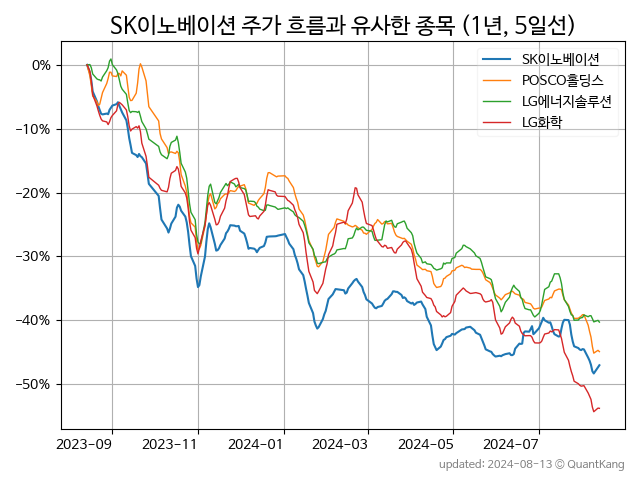 SK이노베이션 주가 흐름과 유사한 종목 (1년, 5일선)
SK이노베이션
POSCO홀딩스
LG에너지솔루션
LG화학
0%
−10%
−20%
−30%
−40%
−50%
2023-09
2023-11
2024-01
2024-03
2024-05
2024-07
updated: 2024-08-13 © QuantKang